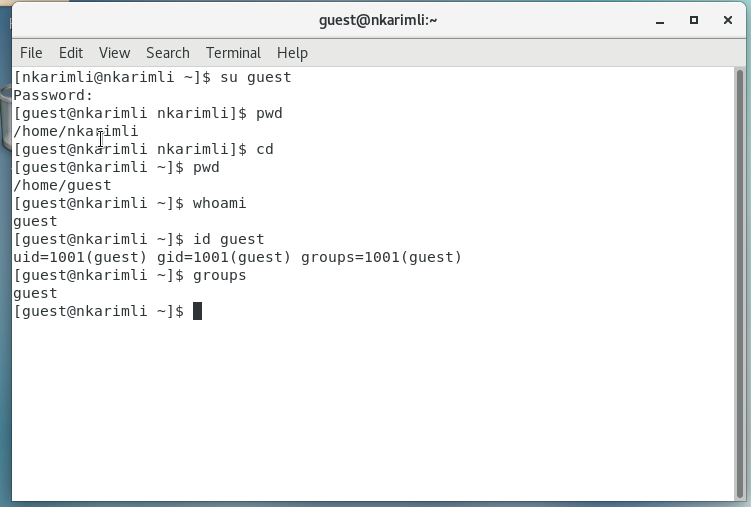 guest@nkarimli:~
File Edit View Search Terminal Help
[nkarimli@nkarimli ~]$ su guest
Password:
[guest@nkarimli nkarimli]$ pwd
/home/nkarimli
[guest@nkarimli nkarimli]$ cd
[guest@nkarimli ~]$ pwd
/home/guest
[guest@nkarimli ~]$ whoami
guest
[guest@nkarimli ~]$ id guest
uid=1001(guest) gid=1001(guest) groups=1001(guest)
[guest@nkarimli ~]$ groups
guest
[guest@nkarimli ~]$